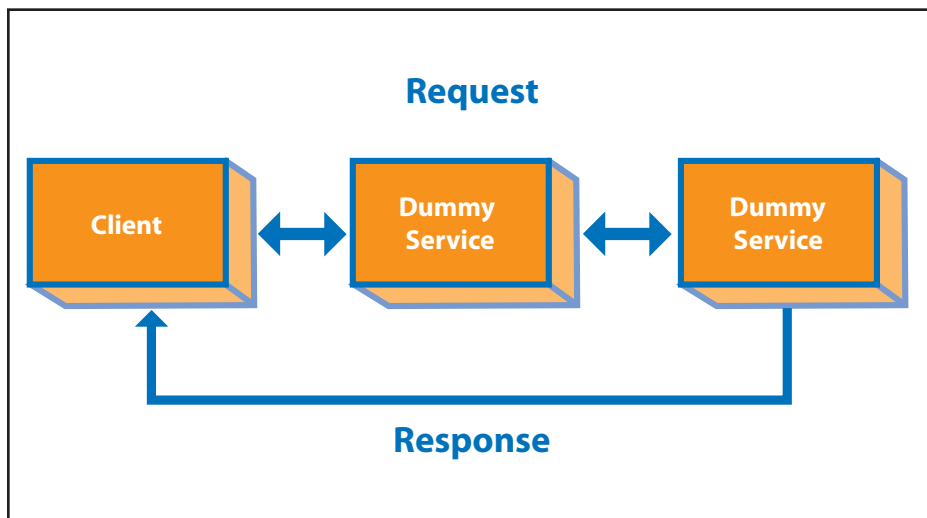 Request
Client
Dummy
Service
Dummy
Service
Response